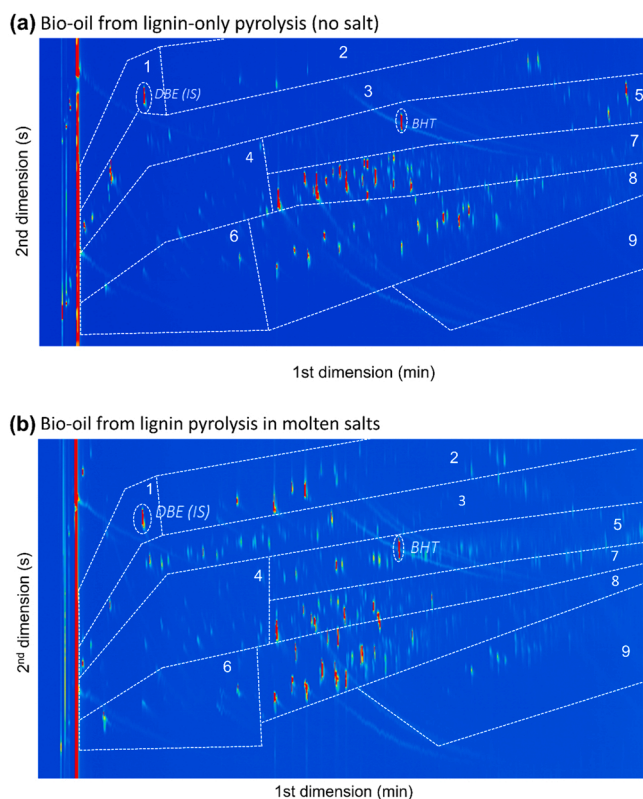 (a) Bio-oil from lignin-only pyrolysis (no salt)
1
2
DBE (IS)
3
BHT
5
4
7
8
6
9
2nd dimension (s)
1st dimension (min)
(b) Bio-oil from lignin pyrolysis in molten salts
1
2
DBE (IS)
3
BHT
5
4
7
8
6
9
2nd dimension (s)
1st dimension (min)